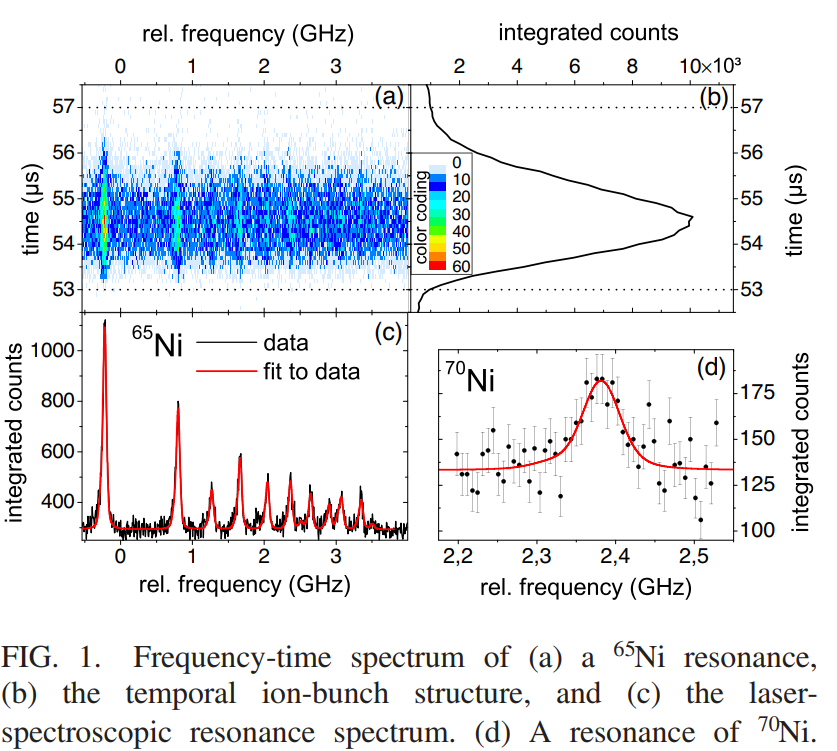 rel. frequency (GHz) integrated counts
0 1 2 3 2 4 6 8 10×10³
(a) (b)
57 57
56 56
55 55
54 54
53 53
time (µs) time (µs)
color coding
0
10
20
30
40
50
60
(c) (d)
⁶⁵Ni data
fit to data
⁷⁰Ni
1000
800
600
400
integrated counts
175
150
125
100
integrated counts
0 1 2 3 2,2 2,3 2,4 2,5
rel. frequency (GHz) rel. frequency (GHz)
FIG. 1. Frequency-time spectrum of (a) a ⁶⁵Ni resonance,
(b) the temporal ion-bunch structure, and (c) the laser-
spectroscopic resonance spectrum. (d) A resonance of ⁷⁰Ni.